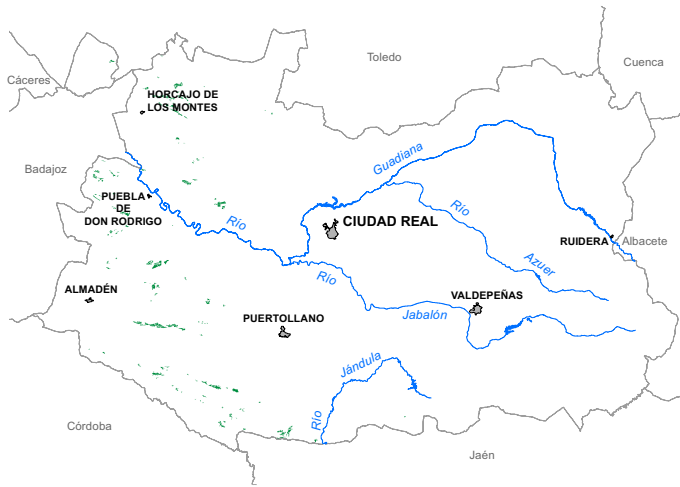 Toledo
Cuenca
Cáceres
HORCAJO DE
LOS MONTES
Guadiana
Badajoz
PUEBLA
DE
DON RODRIGO
Río
Río
CIUDAD REAL
RUIDERA
Albacete
Azuer
Río
ALMADÉN
VALDEPEÑAS
Jabalón
PUERTOLLANO
Jándula
Río
Córdoba
Jaén